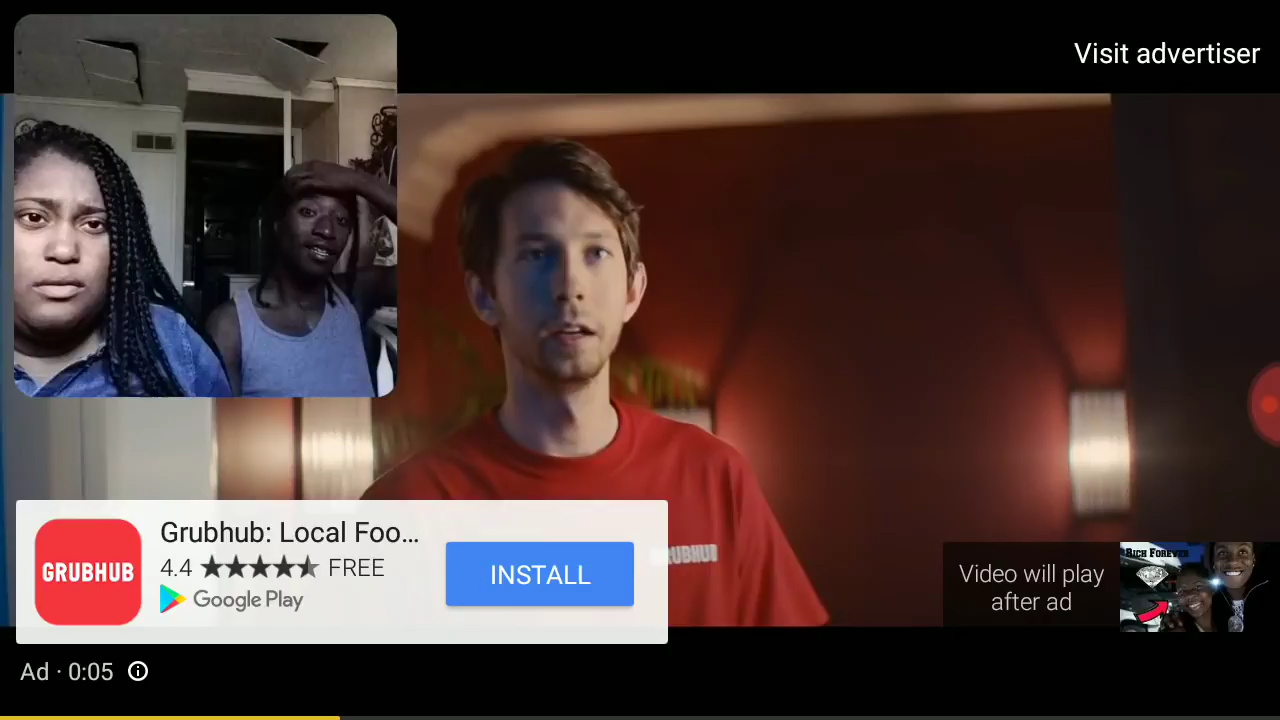 Visit advertiser
GRUBHUB
Grubhub: Local Foo...
4.4 FREE
Google Play
INSTALL
GRUBHUB
Video will play
after ad
RICH FOREVER
Ad · 0:05